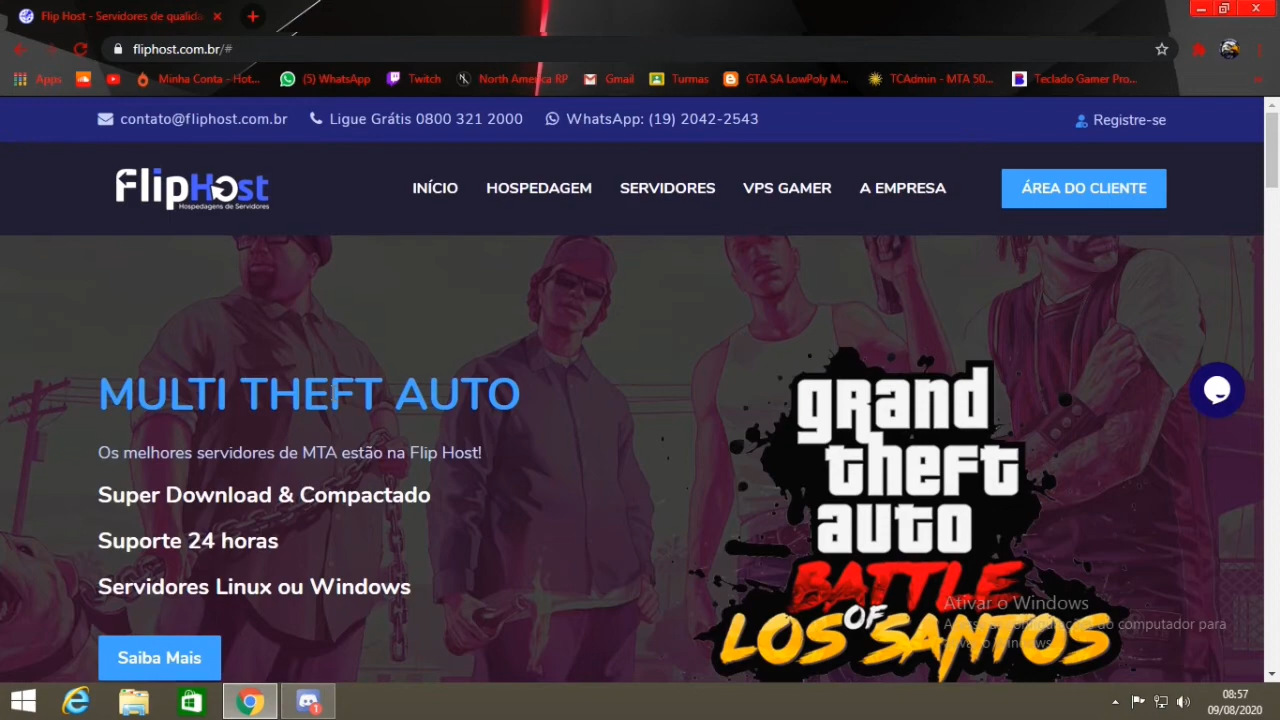 Flip Host - Servidores de qualida
fliphost.com.br/#
Apps
Minha Conta - Hot...
(5) WhatsApp
Twitch
North America RP
Gmail
Turmas
GTA SA LowPoly M...
TCAdmin - MTA 50...
Teclado Gamer Pro...
contato@fliphost.com.br
Ligue Grátis 0800 321 2000
WhatsApp: (19) 2042-2543
Registre-se
FlipHost
Hospedagens de Servidores
INÍCIO
HOSPEDAGEM
SERVIDORES
VPS GAMER
A EMPRESA
ÁREA DO CLIENTE
MULTI THEFT AUTO
Os melhores servidores de MTA estão na Flip Host!
Super Download & Compactado
Suporte 24 horas
Servidores Linux ou Windows
Saiba Mais
grand
theft
auto
BATTLE
OF
LOS SANTOS
Ativar o Windows
do computador para
08:57
09/08/2020